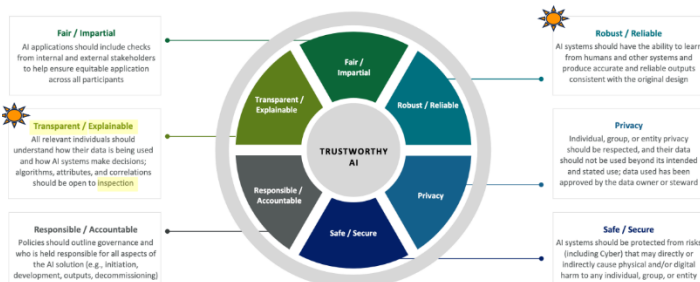 Fair / Impartial
AI applications should include checks
from internal and external stakeholders
to help ensure equitable application
across all participants
Transparent / Explainable
All relevant individuals should
understand how their data is being used
and how AI systems make decisions;
algorithms, attributes, and correlations
should be open to inspection
Responsible / Accountable
Policies should outline governance and
who is held responsible for all aspects of
the AI solution (e.g., initiation,
development, outputs, decommissioning)
Fair /
Impartial
Transparent /
Explainable
Robust / Reliable
TRUSTWORTHY
AI
Responsible /
Accountable
Privacy
Safe / Secure
Robust / Reliable
AI systems should have the ability to learn
from humans and other systems and
produce accurate and reliable outputs
consistent with the original design
Privacy
Individual, group, or entity privacy
should be respected, and their data
should not be used beyond its intended
and stated use; data used has been
approved by the data owner or steward
Safe / Secure
AI systems should be protected from risks
(including Cyber) that may directly or
indirectly cause physical and/or digital
harm to any individual, group, or entity